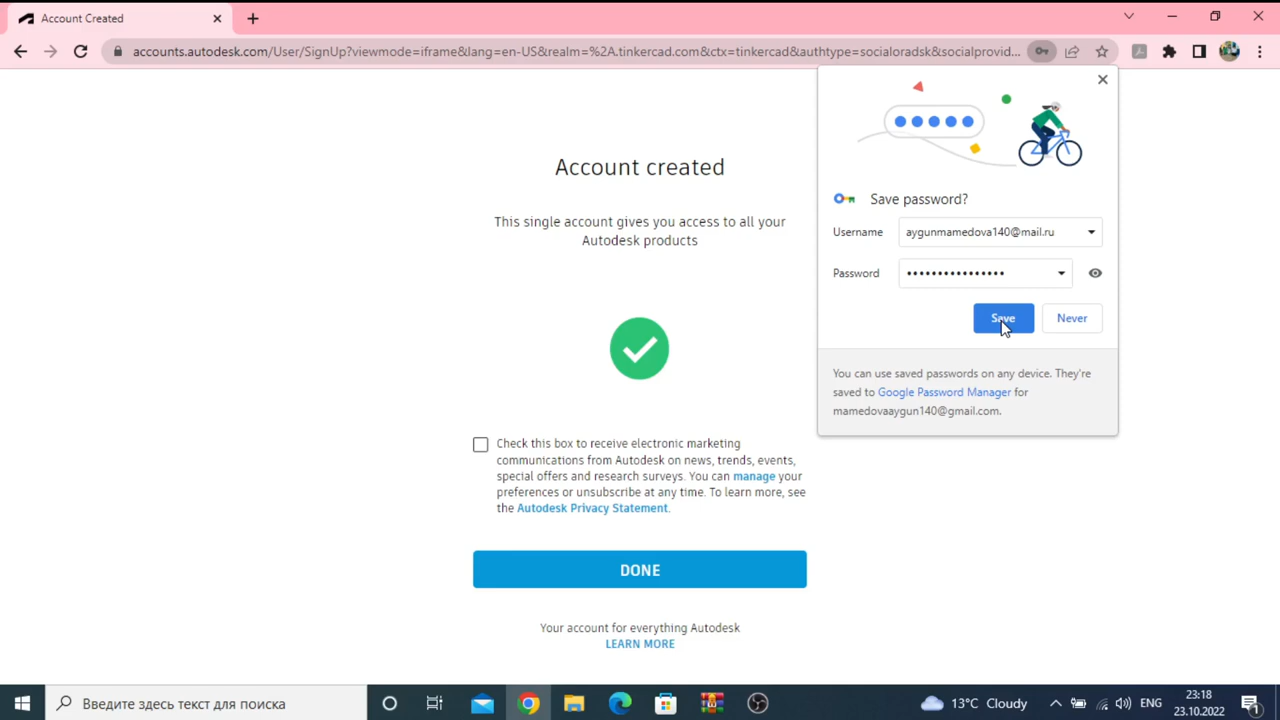 Account Created
accounts.autodesk.com/User/SignUp?viewmode=iframe&lang=en-US&realm=%2A.tinkercad.com&ctx=tinkercad&authtype=socialoradsk&socialprovid...
Account created
This single account gives you access to all your
Autodesk products
Check this box to receive electronic marketing
communications from Autodesk on news, trends, events,
special offers and research surveys. You can manage your
preferences or unsubscribe at any time. To learn more, see
the Autodesk Privacy Statement.
DONE
Your account for everything Autodesk
LEARN MORE
Save password?
Username aygunmamedova140@mail.ru
Password ••••••••••••••••
Save Never
You can use saved passwords on any device. They're
saved to Google Password Manager for
mamedovaaygun140@gmail.com.
Введите здесь текст для поиска
13°C Cloudy
ENG
23:18
23.10.2022
1